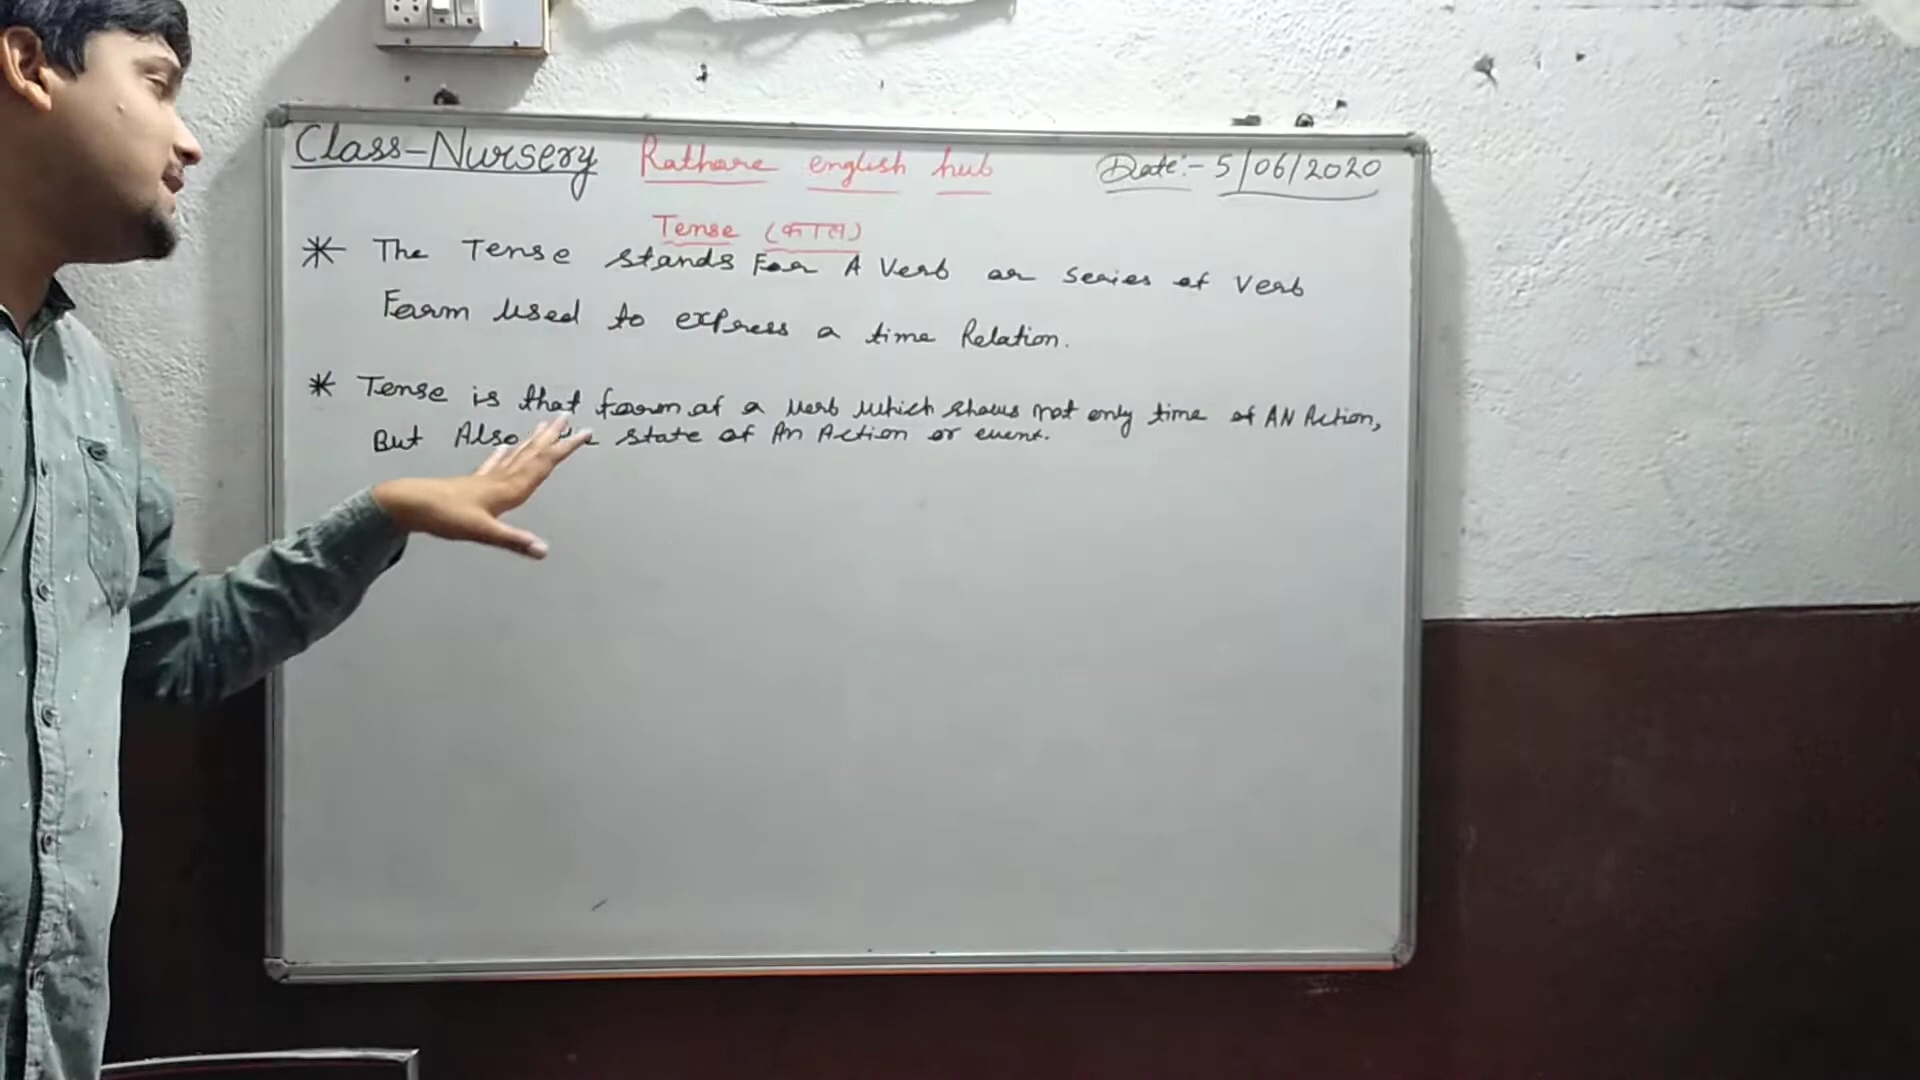 Class-Nursery Rathore english hub Date:- 5/06/2020
Tense (काल)
* The Tense stands For A Verb or series of Verb
Form Used to express a time Relation.
* Tense is that form of a verb which shows not only time of AN Action,
But Also state of An Action or event.